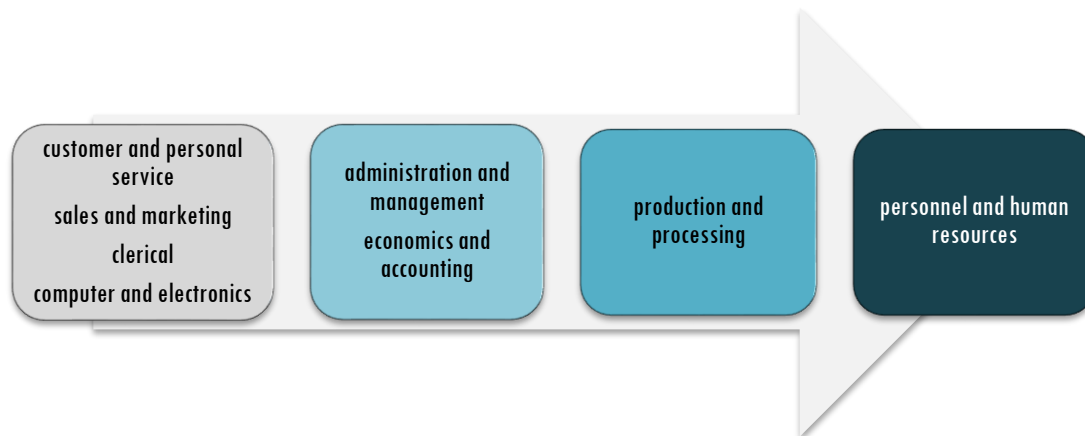 customer and personal
service
sales and marketing
clerical
computer and electronics
administration and
management
economics and
accounting
production and
processing
personnel and human
resources